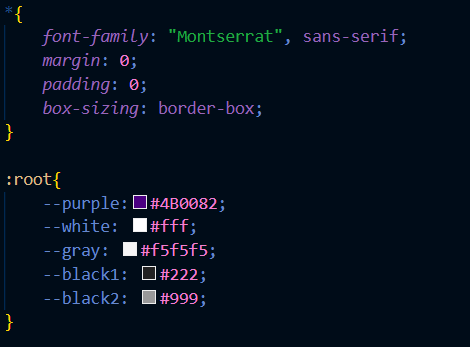 *{
font-family: "Montserrat", sans-serif;
margin: 0;
padding: 0;
box-sizing: border-box;
}
:root{
--purple: #4B0082;
--white: #fff;
--gray: #f5f5f5;
--black1: #222;
--black2: #999;
}